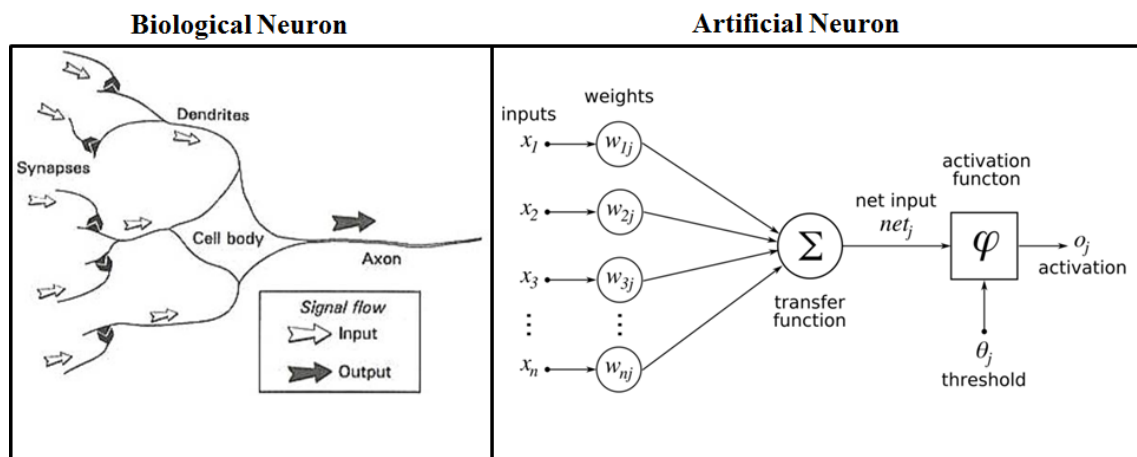 Biological Neuron
Artificial Neuron
Dendrites
Synapses
Cell body
Axon
Signal flow
Input
Output
inputs
weights
x1
w1j
x2
w2j
x3
w3j
xn
wnj
Σ
transfer
function
net input
netj
activation
functon
φ
oj
activation
θj
threshold